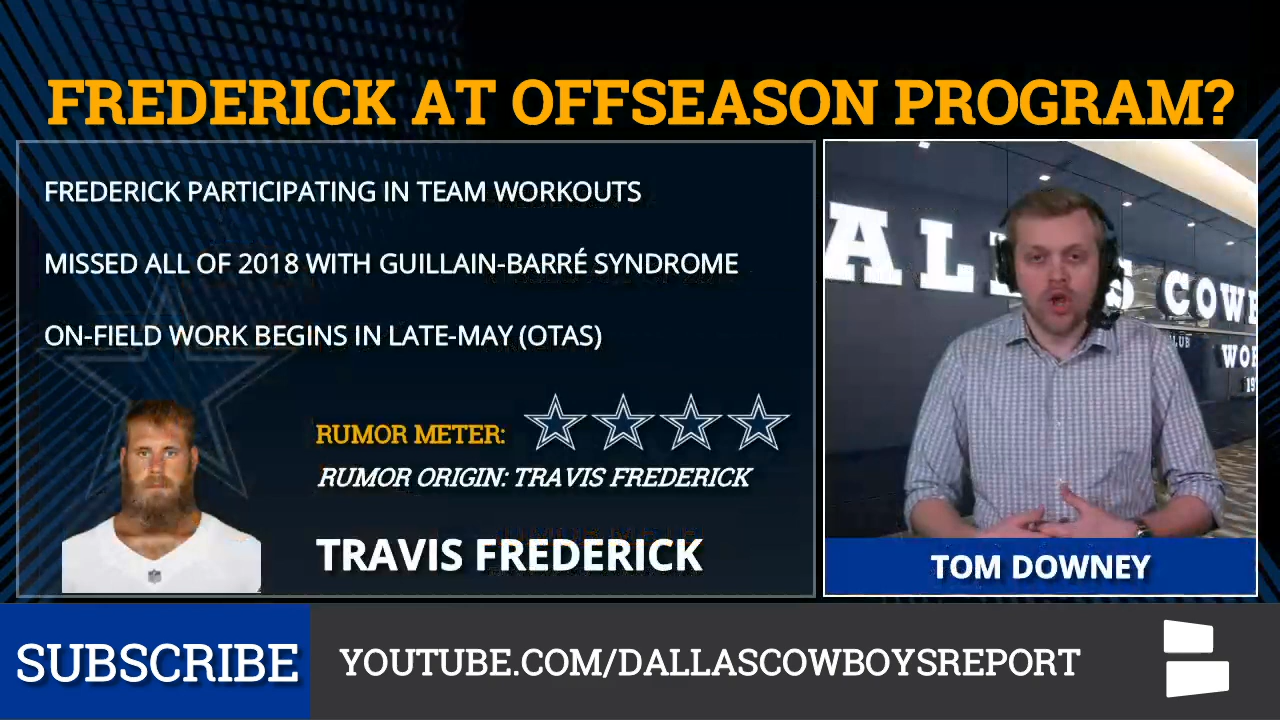 FREDERICK AT OFFSEASON PROGRAM?
FREDERICK PARTICIPATING IN TEAM WORKOUTS
MISSED ALL OF 2018 WITH GUILLAIN-BARRÉ SYNDROME
ON-FIELD WORK BEGINS IN LATE-MAY (OTAS)
RUMOR METER:
RUMOR ORIGIN: TRAVIS FREDERICK
TRAVIS FREDERICK
TOM DOWNEY
SUBSCRIBE
YOUTUBE.COM/DALLASCOWBOYSREPORT